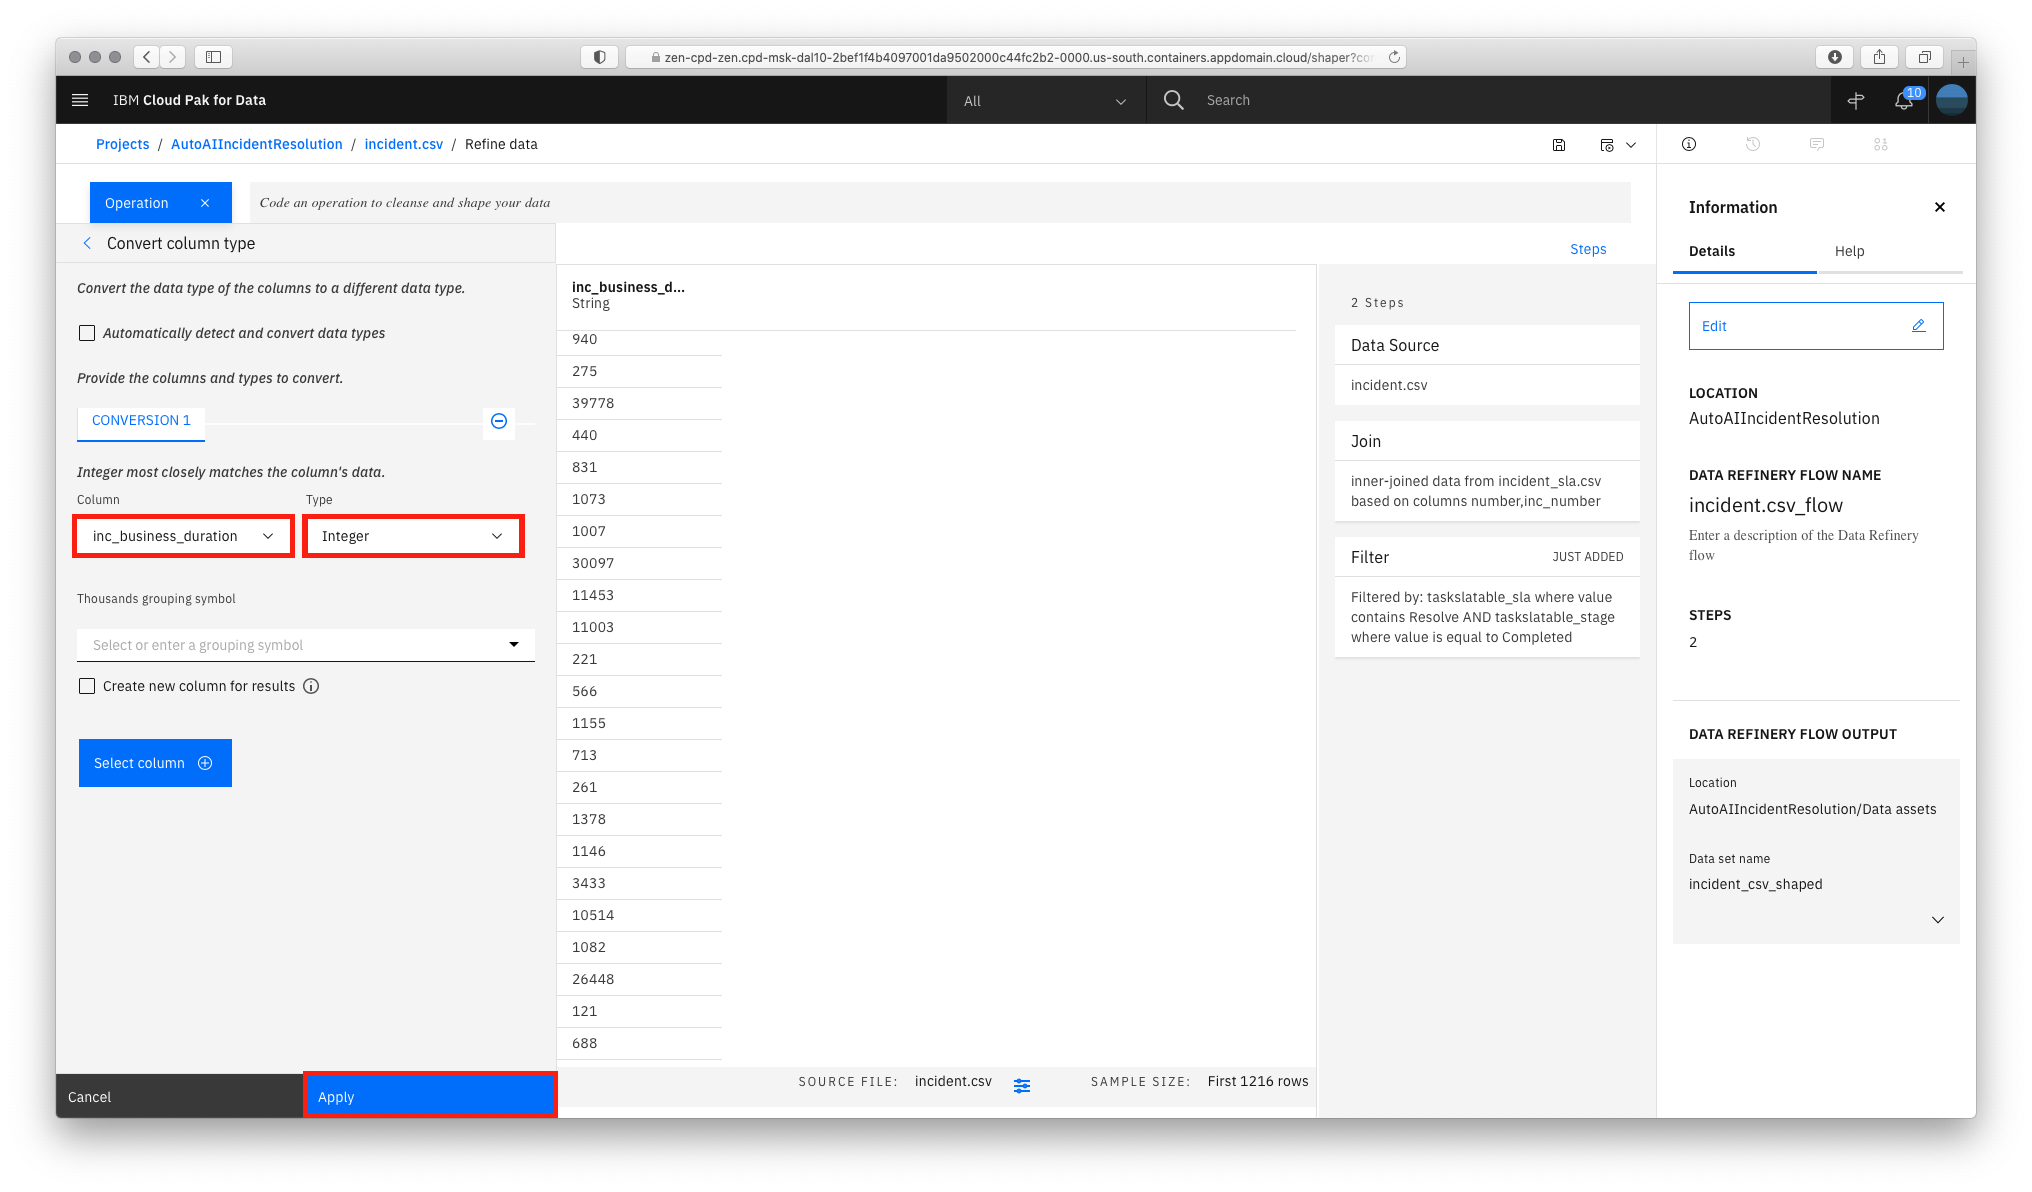 zen-cpd-zen.cpd-msk-dal10-2bef1f4b4097001da9502000c44fc2b2-0000.us-south.containers.appdomain.cloud/shaper?co
IBM Cloud Pak for Data
All
Search
10
Projects / AutoAIIncidentResolution / incident.csv / Refine data
Operation
Code an operation to cleanse and shape your data
Convert column type
Convert the data type of the columns to a different data type.
Automatically detect and convert data types
Provide the columns and types to convert.
CONVERSION 1
Integer most closely matches the column's data.
Column
Type
inc_business_duration
Integer
Thousands grouping symbol
Select or enter a grouping symbol
Create new column for results
Select column
Cancel
Apply
inc_business_d...
String
940
275
39778
440
831
1073
1007
30097
11453
11003
221
566
1155
713
261
1378
1146
3433
10514
1082
26448
121
688
SOURCE FILE: incident.csv
SAMPLE SIZE: First 1216 rows
Steps
2 Steps
Data Source
incident.csv
Join
inner-joined data from incident_sla.csv
based on columns number,inc_number
Filter
JUST ADDED
Filtered by: taskslatable_sla where value
contains Resolve AND taskslatable_stage
where value is equal to Completed
Information
Details
Help
Edit
LOCATION
AutoAIIncidentResolution
DATA REFINERY FLOW NAME
incident.csv_flow
Enter a description of the Data Refinery
flow
STEPS
2
DATA REFINERY FLOW OUTPUT
Location
AutoAIIncidentResolution/Data assets
Data set name
incident_csv_shaped